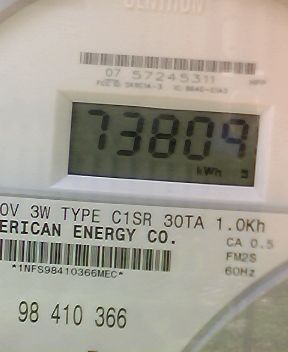 CENTRON
07 57245311
73809
kWh
0V 3W TYPE C1SR 30TA 1.0Kh
ERICAN ENERGY CO.
CA 0.5
FM2S
60Hz
*1NFS98410366MEC*
98 410 366